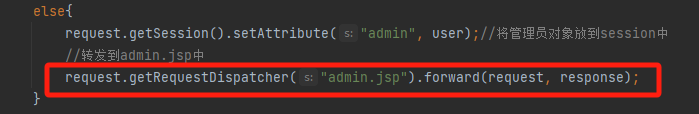 else{
request.getSession().setAttribute( s: "admin", user);//将管理员对象放到session中
//转发到admin.jsp中
request.getRequestDispatcher( s: "admin.jsp").forward(request, response);
}